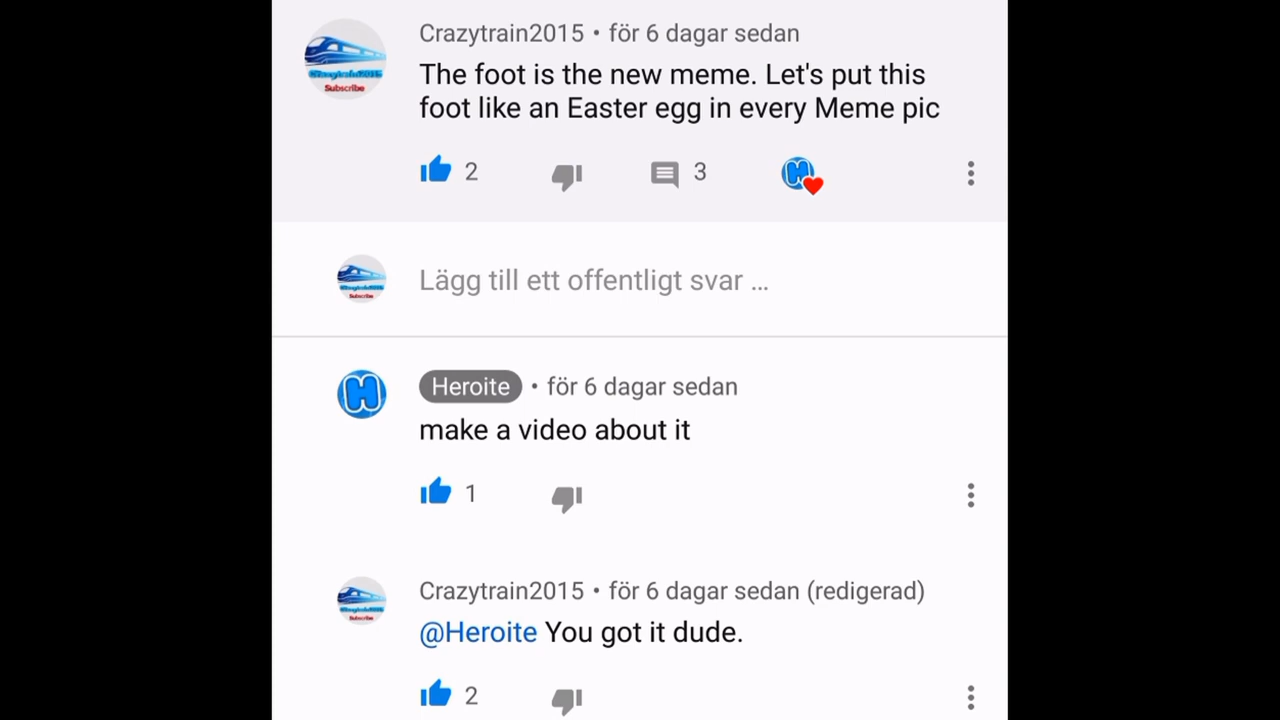 Crazytrain2015 • för 6 dagar sedan
The foot is the new meme. Let's put this
foot like an Easter egg in every Meme pic
2 3
Crazytrain2015
Subscribe
Lägg till ett offentligt svar ...
Heroite • för 6 dagar sedan
make a video about it
1
Crazytrain2015 • för 6 dagar sedan (redigerad)
@Heroite You got it dude.
2